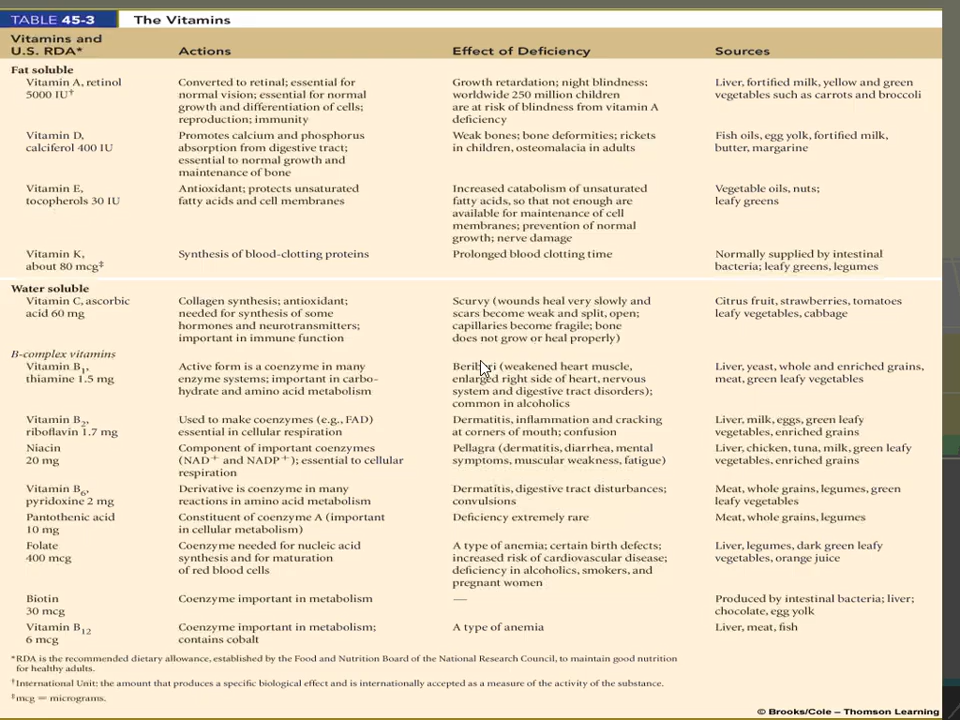 TABLE 45-3 The Vitamins
Vitamins and
U.S. RDA* Actions Effect of Deficiency Sources
Fat soluble
Vitamin A, retinol Converted to retinal; essential for Growth retardation; night blindness; Liver, fortified milk, yellow and green
5000 IU† normal vision; essential for normal worldwide 250 million children vegetables such as carrots and broccoli
growth and differentiation of cells; are at risk of blindness from vitamin A
reproduction; immunity deficiency
Vitamin D, Promotes calcium and phosphorus Weak bones; bone deformities; rickets Fish oils, egg yolk, fortified milk,
calciferol 400 IU absorption from digestive tract; in children, osteomalacia in adults butter, margarine
essential to normal growth and
maintenance of bone
Vitamin E, Antioxidant; protects unsaturated Increased catabolism of unsaturated Vegetable oils, nuts;
tocopherols 30 IU fatty acids and cell membranes fatty acids, so that not enough are leafy greens
available for maintenance of cell
membranes; prevention of normal
growth; nerve damage
Vitamin K, Synthesis of blood-clotting proteins Prolonged blood clotting time Normally supplied by intestinal
about 80 mcg‡ bacteria; leafy greens, legumes
Water soluble
Vitamin C, ascorbic Collagen synthesis; antioxidant; Scurvy (wounds heal very slowly and Citrus fruit, strawberries, tomatoes
acid 60 mg needed for synthesis of some scars become weak and split, open; leafy vegetables, cabbage
hormones and neurotransmitters; capillaries become fragile; bone
important in immune function does not grow or heal properly)
B-complex vitamins
Vitamin B1, Active form is a coenzyme in many Beriberi (weakened heart muscle, Liver, yeast, whole and enriched grains,
thiamine 1.5 mg enzyme systems; important in carbo- enlarged right side of heart, nervous meat, green leafy vegetables
hydrate and amino acid metabolism system and digestive tract disorders);
common in alcoholics
Vitamin B2, Used to make coenzymes (e.g., FAD) Dermatitis, inflammation and cracking Liver, milk, eggs, green leafy
riboflavin 1.7 mg essential in cellular respiration at corners of mouth; confusion vegetables, enriched grains
Niacin Component of important coenzymes Pellagra (dermatitis, diarrhea, mental Liver, chicken, tuna, milk, green leafy
20 mg (NAD+ and NADP+); essential to cellular symptoms, muscular weakness, fatigue) vegetables, enriched grains
respiration
Vitamin B6, Derivative is coenzyme in many Dermatitis, digestive tract disturbances; Meat, whole grains, legumes, green
pyridoxine 2 mg reactions in amino acid metabolism convulsions leafy vegetables
Pantothenic acid Constituent of coenzyme A (important Deficiency extremely rare Meat, whole grains, legumes
10 mg in cellular metabolism)
Folate Coenzyme needed for nucleic acid A type of anemia; certain birth defects; Liver, legumes, dark green leafy
400 mcg synthesis and for maturation increased risk of cardiovascular disease; vegetables, orange juice
of red blood cells deficiency in alcoholics, smokers, and
pregnant women
Biotin Coenzyme important in metabolism — Produced by intestinal bacteria; liver;
30 mcg chocolate, egg yolk
Vitamin B12 Coenzyme important in metabolism; A type of anemia Liver, meat, fish
6 mcg contains cobalt
*RDA is the recommended dietary allowance, established by the Food and Nutrition Board of the National Research Council, to maintain good nutrition
for healthy adults.
†International Unit: the amount that produces a specific biological effect and is internationally accepted as a measure of the activity of the substance.
‡mcg = micrograms.
© Brooks/Cole – Thomson Learning